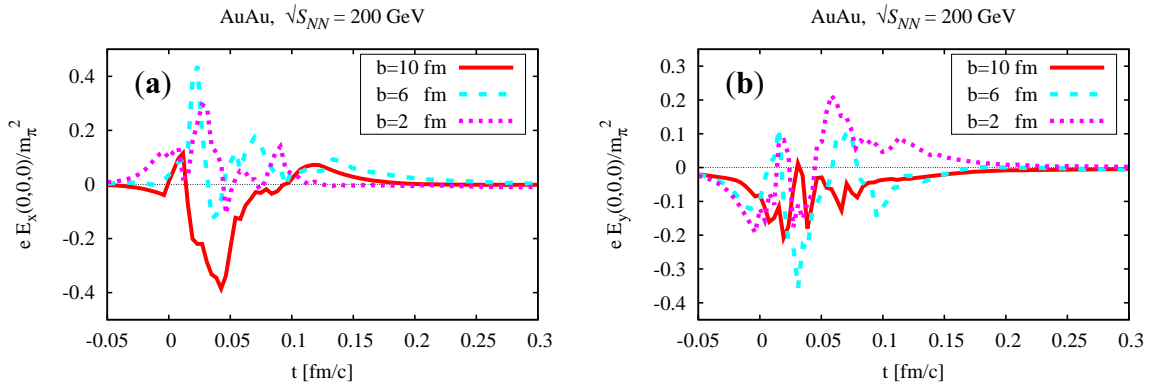 AuAu, √S_NN = 200 GeV
(a)
b=10 fm
b=6 fm
b=2 fm
e E_x(0,0,0)/m_π^2
0.4
0.2
0
-0.2
-0.4
-0.05 0 0.05 0.1 0.15 0.2 0.25 0.3
t [fm/c]
AuAu, √S_NN = 200 GeV
(b)
b=10 fm
b=6 fm
b=2 fm
e E_y(0,0,0)/m_π^2
0.3
0.2
0.1
0
-0.1
-0.2
-0.3
-0.4
-0.05 0 0.05 0.1 0.15 0.2 0.25 0.3
t [fm/c]